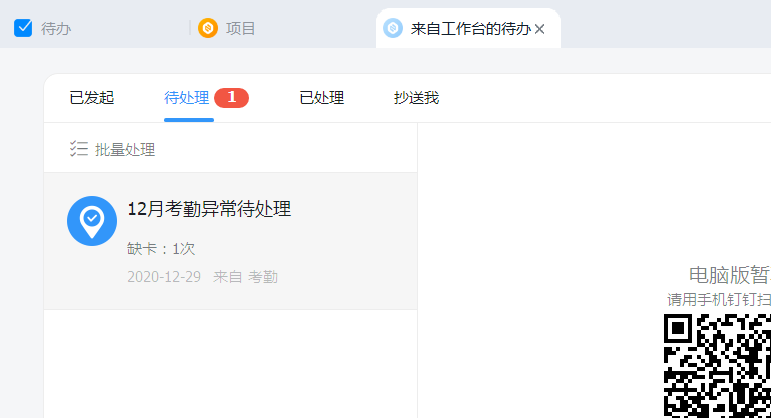 待办
项目
来自工作台的待办
已发起
待处理 1
已处理
抄送我
批量处理
12月考勤异常待处理
缺卡：1次
2020-12-29 来自 考勤
电脑版暂
请用手机钉钉扫